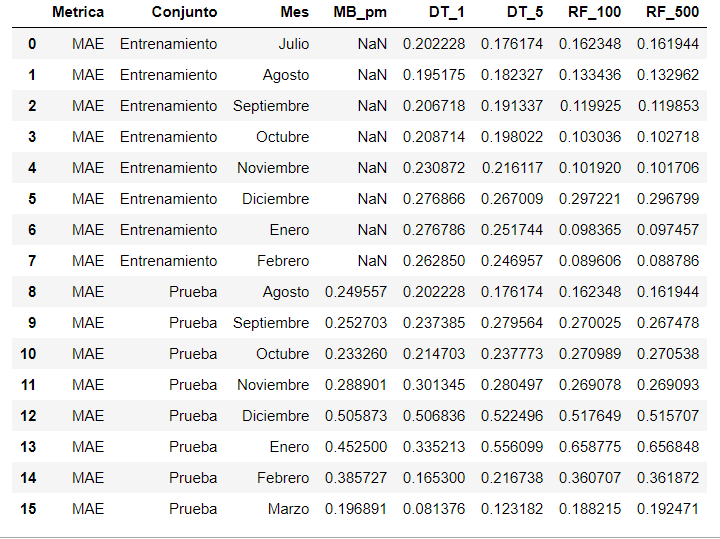 Metrica Conjunto Mes MB_pm DT_1 DT_5 RF_100 RF_500
0 MAE Entrenamiento Julio NaN 0.202228 0.176174 0.162348 0.161944
1 MAE Entrenamiento Agosto NaN 0.195175 0.182327 0.133436 0.132962
2 MAE Entrenamiento Septiembre NaN 0.206718 0.191337 0.119925 0.119853
3 MAE Entrenamiento Octubre NaN 0.208714 0.198022 0.103036 0.102718
4 MAE Entrenamiento Noviembre NaN 0.230872 0.216117 0.101920 0.101706
5 MAE Entrenamiento Diciembre NaN 0.276866 0.267009 0.297221 0.296799
6 MAE Entrenamiento Enero NaN 0.276786 0.251744 0.098365 0.097457
7 MAE Entrenamiento Febrero NaN 0.262850 0.246957 0.089606 0.088786
8 MAE Prueba Agosto 0.249557 0.202228 0.176174 0.162348 0.161944
9 MAE Prueba Septiembre 0.252703 0.237385 0.279564 0.270025 0.267478
10 MAE Prueba Octubre 0.233260 0.214703 0.237773 0.270989 0.270538
11 MAE Prueba Noviembre 0.288901 0.301345 0.280497 0.269078 0.269093
12 MAE Prueba Diciembre 0.505873 0.506836 0.522496 0.517649 0.515707
13 MAE Prueba Enero 0.452500 0.335213 0.556099 0.658775 0.656848
14 MAE Prueba Febrero 0.385727 0.165300 0.216738 0.360707 0.361872
15 MAE Prueba Marzo 0.196891 0.081376 0.123182 0.188215 0.192471